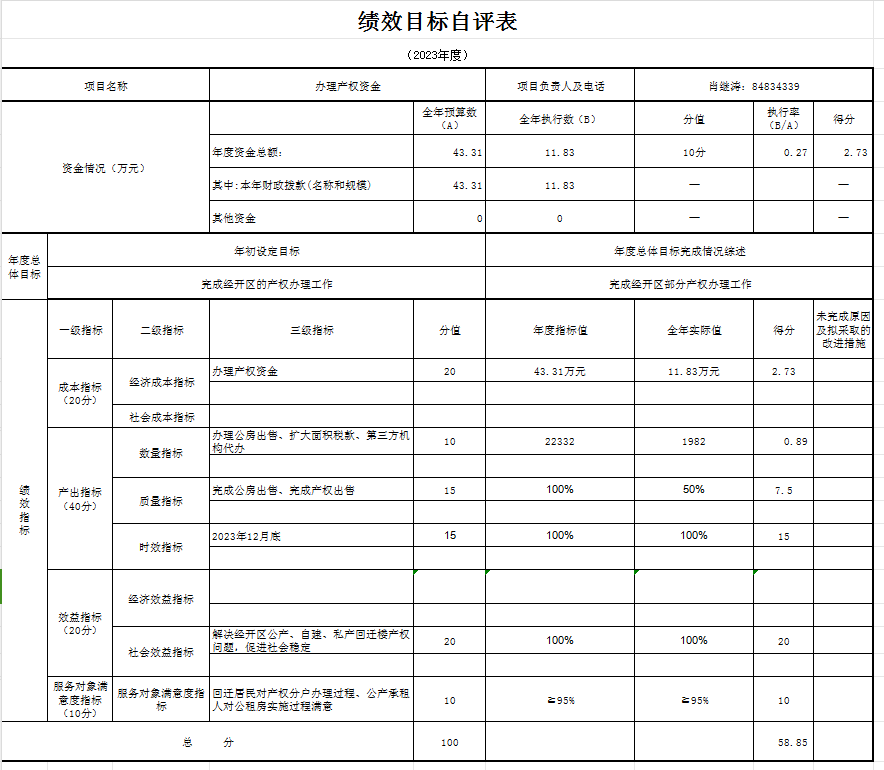 绩效目标自评表
（2023年度）
项目名称 办理产权资金 项目负责人及电话 肖继涛：84834339
资金情况（万元） 全年预算数（A） 全年执行数（B） 分值 执行率（B/A） 得分
年度资金总额： 43.31 11.83 10分 0.27 2.73
其中:本年财政拨款(名称和规模) 43.31 11.83 — —
其他资金 0 0 — —
年度总体目标 年初设定目标 年度总体目标完成情况综述
完成经开区的产权办理工作 完成经开区部分产权办理工作
绩效指标 一级指标 二级指标 三级指标 分值 年度指标值 全年实际值 得分 未完成原因及拟采取的改进措施
成本指标（20分） 经济成本指标 办理产权资金 20 43.31万元 11.83万元 2.73
社会成本指标
产出指标（40分） 数量指标 办理公房出售、扩大面积税款、第三方机构代办 10 22332 1982 0.89
质量指标 完成公房出售、完成产权出售 15 100% 50% 7.5
时效指标 2023年12月底 15 100% 100% 15
效益指标（20分） 经济效益指标
社会效益指标 解决经开区公产、自建、私产回迁楼产权问题，促进社会稳定 20 100% 100% 20
服务对象满意度指标（10分） 服务对象满意度指标 回迁居民对产权分户办理过程、公产承租人对公租房实施过程满意 10 ≧95% ≧95% 10
总 分 100 58.85